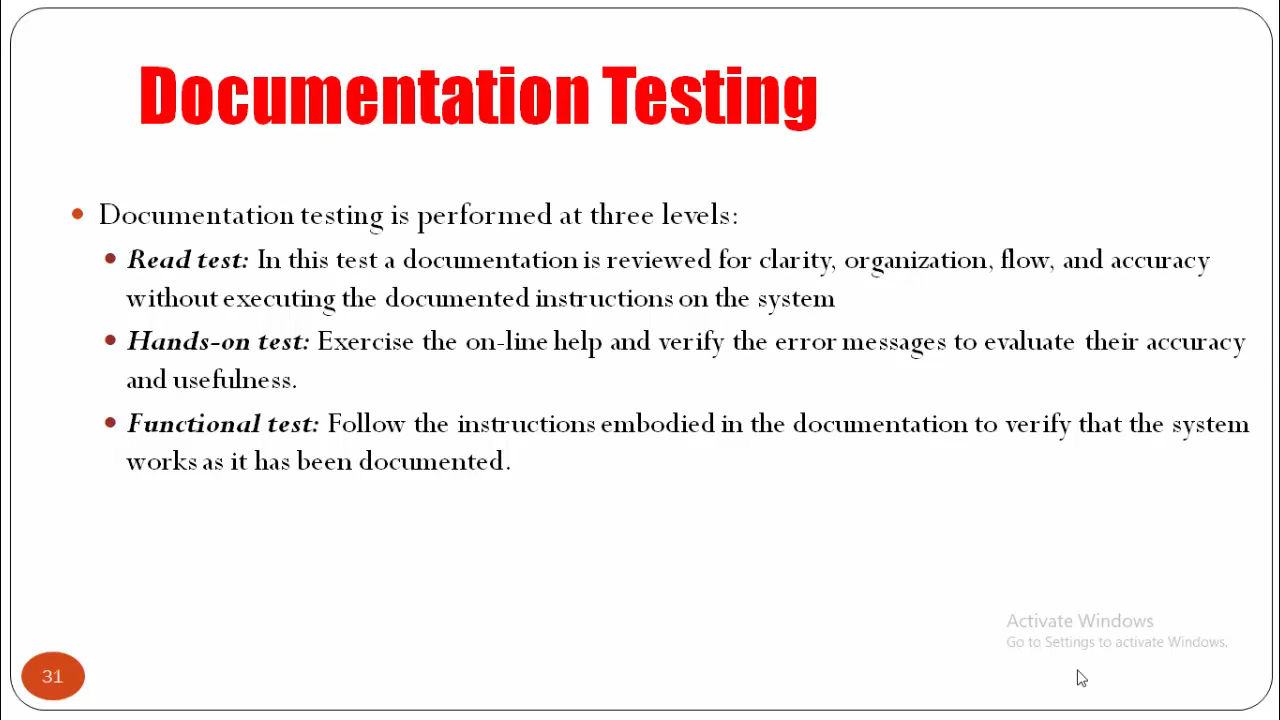 Documentation Testing
• Documentation testing is performed at three levels:
• Read test: In this test a documentation is reviewed for clarity, organization, flow, and accuracy
without executing the documented instructions on the system
• Hands-on test: Exercise the on-line help and verify the error messages to evaluate their accuracy
and usefulness.
• Functional test: Follow the instructions embodied in the documentation to verify that the system
works as it has been documented.
Activate Windows
Go to Settings to activate Windows.
31